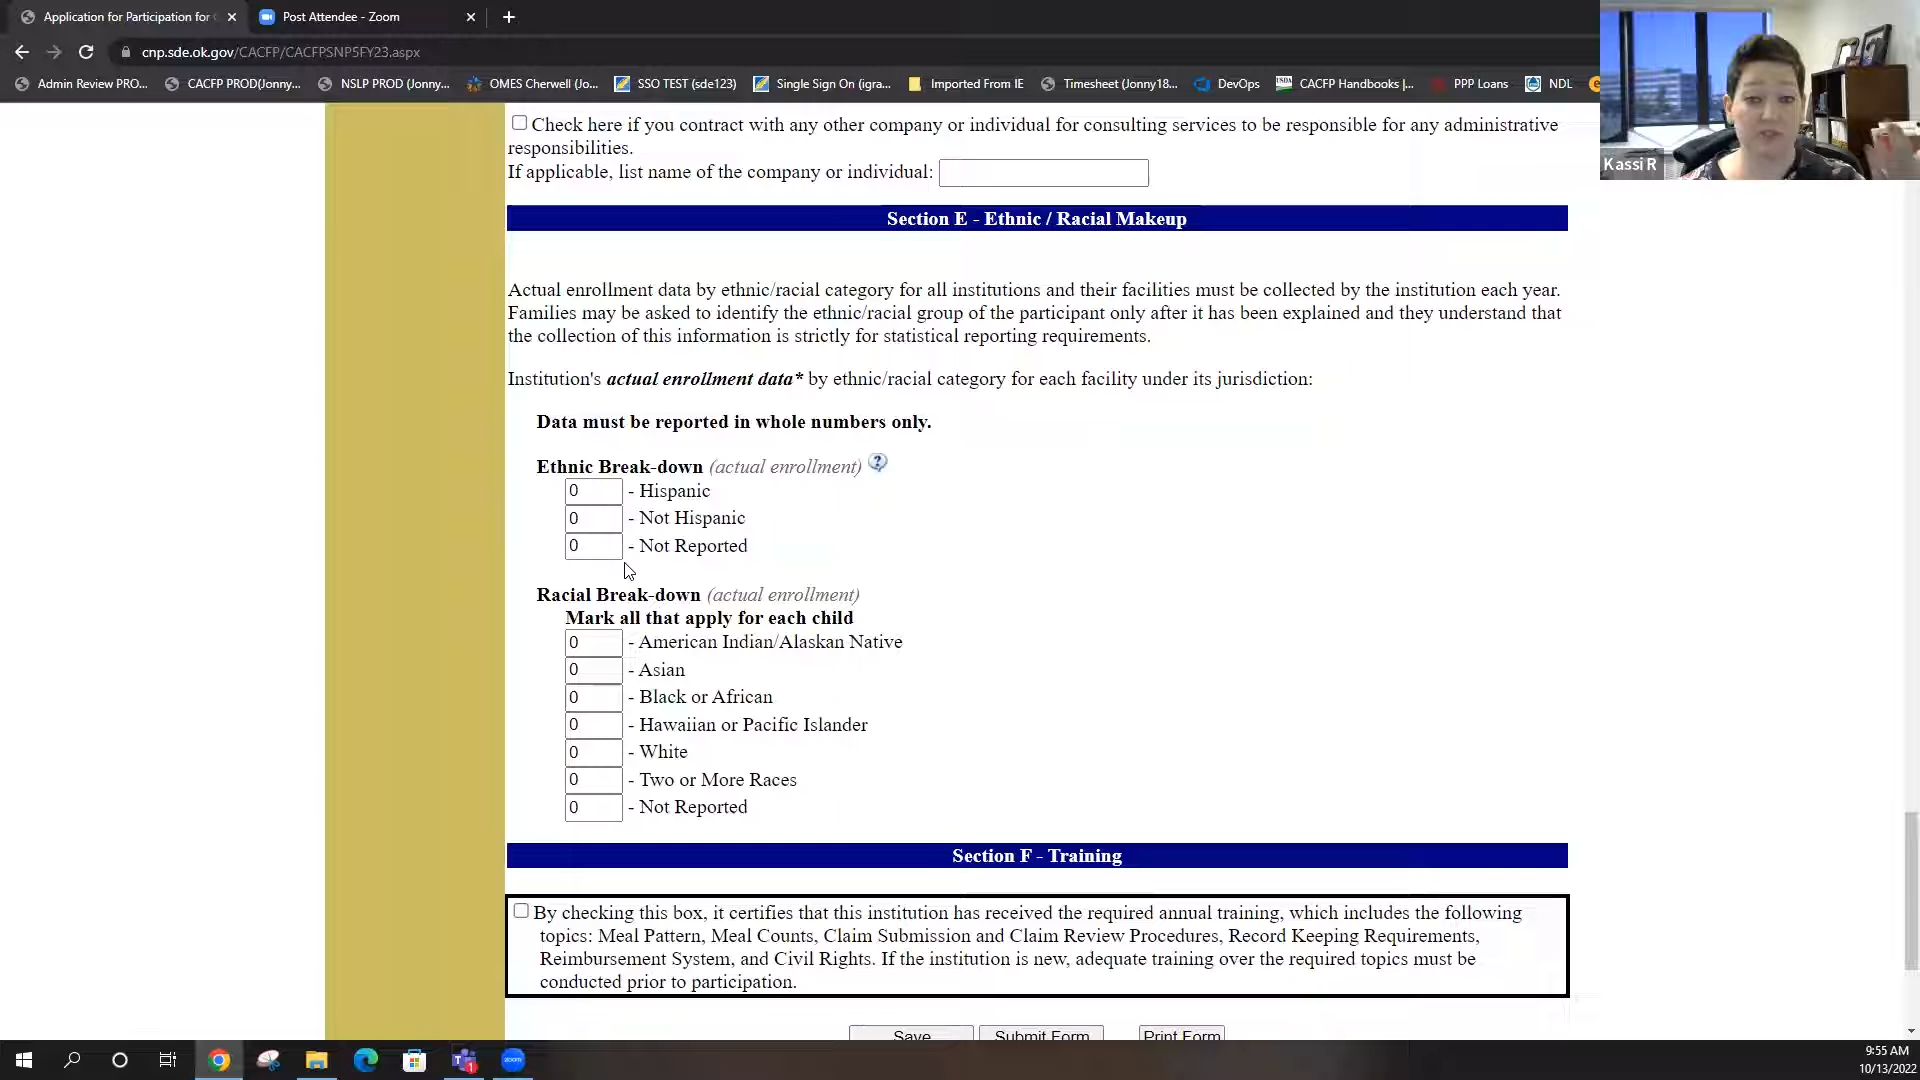 Application for Participation for
Post Attendee - Zoom
cnp.sde.ok.gov/CACFP/CACFPSNP5FY23.aspx
Admin Review PRO...
CACFP PROD(Jonny...
NSLP PROD (Jonny...
OMES Cherwell (Jo...
SSO TEST (sde123)
Single Sign On (igra...
Imported From IE
Timesheet (Jonny18...
DevOps
CACFP Handbooks |...
PPP Loans
NDL
Kassi R
Check here if you contract with any other company or individual for consulting services to be responsible for any administrative
responsibilities.
If applicable, list name of the company or individual:
Section E - Ethnic / Racial Makeup
Actual enrollment data by ethnic/racial category for all institutions and their facilities must be collected by the institution each year.
Families may be asked to identify the ethnic/racial group of the participant only after it has been explained and they understand that
the collection of this information is strictly for statistical reporting requirements.
Institution's actual enrollment data* by ethnic/racial category for each facility under its jurisdiction:
Data must be reported in whole numbers only.
Ethnic Break-down (actual enrollment) ?
0 - Hispanic
0 - Not Hispanic
0 - Not Reported
Racial Break-down (actual enrollment)
Mark all that apply for each child
0 - American Indian/Alaskan Native
0 - Asian
0 - Black or African
0 - Hawaiian or Pacific Islander
0 - White
0 - Two or More Races
0 - Not Reported
Section F - Training
By checking this box, it certifies that this institution has received the required annual training, which includes the following
topics: Meal Pattern, Meal Counts, Claim Submission and Claim Review Procedures, Record Keeping Requirements,
Reimbursement System, and Civil Rights. If the institution is new, adequate training over the required topics must be
conducted prior to participation.
Save Submit Form Print Form
9:55 AM
10/13/2022